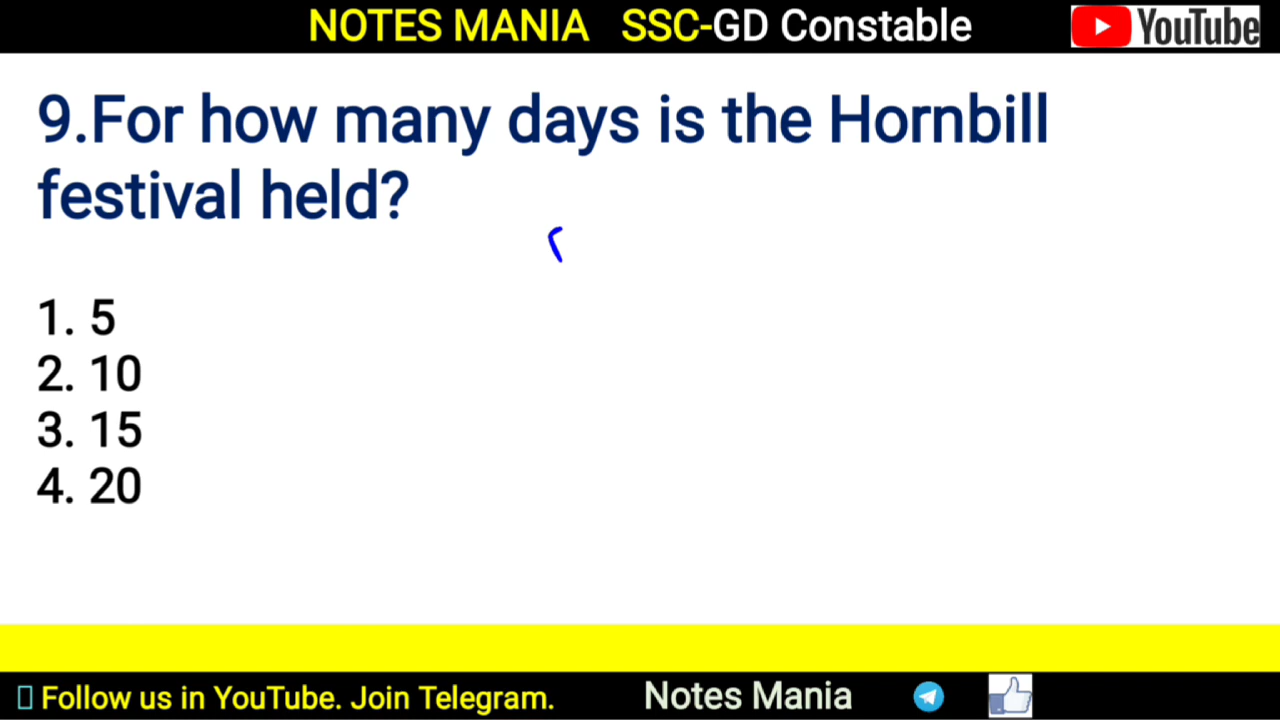 NOTES MANIA SSC-GD Constable YouTube
9.For how many days is the Hornbill
festival held?
1. 5
2. 10
3. 15
4. 20
Follow us in YouTube. Join Telegram. Notes Mania